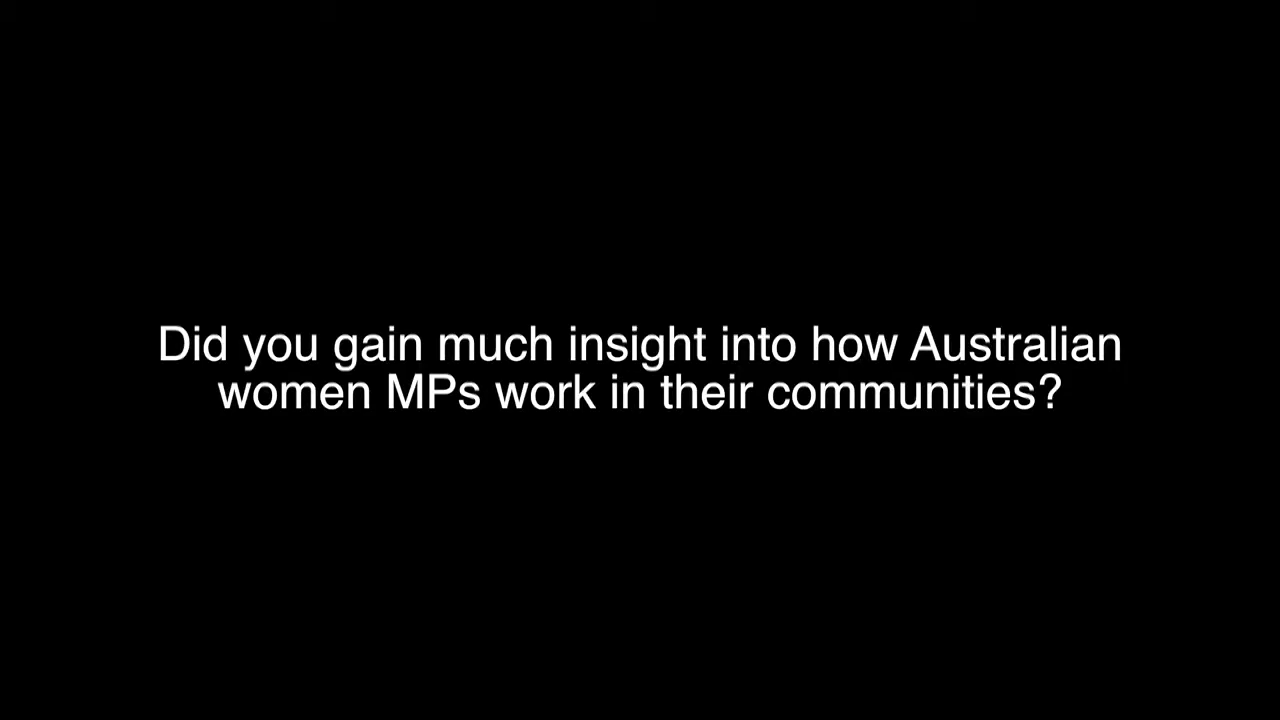 Did you gain much insight into how Australian
women MPs work in their communities?